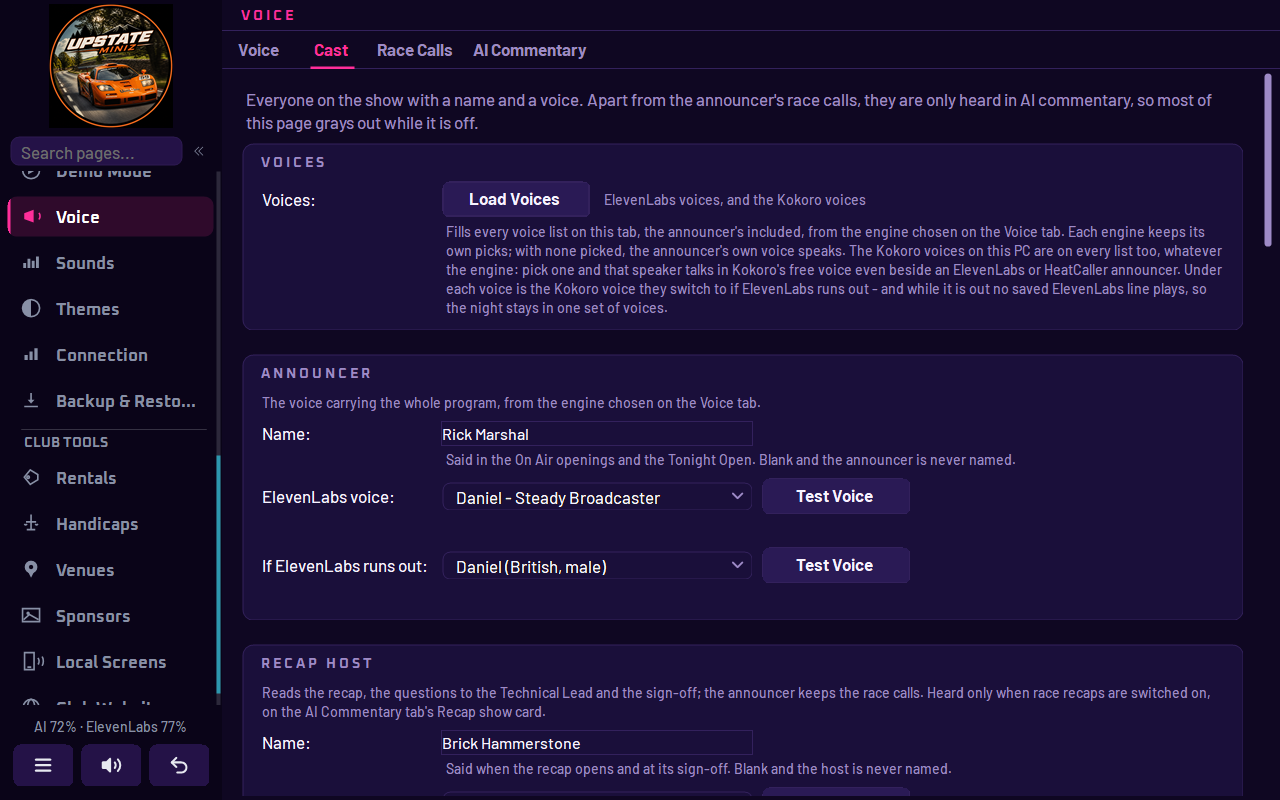 UPSTATE
MINIZ
Search pages...
«
Demo Mode
Voice
Sounds
Themes
Connection
Backup & Resto...
CLUB TOOLS
Rentals
Handicaps
Venues
Sponsors
Local Screens
Club Websit
AI 72% · ElevenLabs 77%
VOICE
Voice Cast Race Calls AI Commentary
Everyone on the show with a name and a voice. Apart from the announcer's race calls, they are only heard in AI commentary, so most of
this page grays out while it is off.
VOICES
Voices: Load Voices ElevenLabs voices, and the Kokoro voices
Fills every voice list on this tab, the announcer's included, from the engine chosen on the Voice tab. Each engine keeps its
own picks; with none picked, the announcer's own voice speaks. The Kokoro voices on this PC are on every list too, whatever
the engine: pick one and that speaker talks in Kokoro's free voice even beside an ElevenLabs or HeatCaller announcer. Under
each voice is the Kokoro voice they switch to if ElevenLabs runs out - and while it is out no saved ElevenLabs line plays, so
the night stays in one set of voices.
ANNOUNCER
The voice carrying the whole program, from the engine chosen on the Voice tab.
Name: Rick Marshal
Said in the On Air openings and the Tonight Open. Blank and the announcer is never named.
ElevenLabs voice: Daniel - Steady Broadcaster Test Voice
If ElevenLabs runs out: Daniel (British, male) Test Voice
RECAP HOST
Reads the recap, the questions to the Technical Lead and the sign-off; the announcer keeps the race calls. Heard only when race recaps are switched on,
on the AI Commentary tab's Recap show card.
Name: Brick Hammerstone
Said when the recap opens and at its sign-off. Blank and the host is never named.